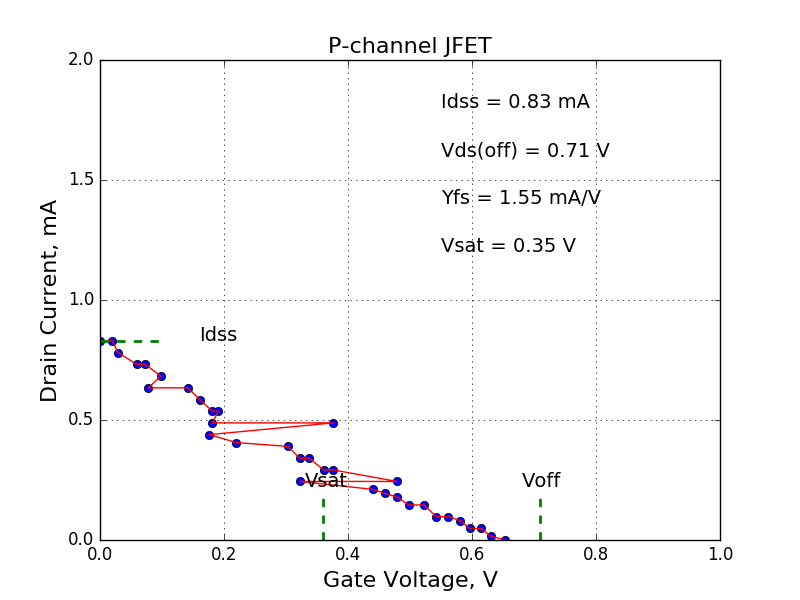 P-channel JFET
2.0
1.5
1.0
0.5
0.0
Drain Current, mA
Idss = 0.83 mA
Vds(off) = 0.71 V
Yfs = 1.55 mA/V
Vsat = 0.35 V
Idss
Vsat
Voff
0.0
0.2
0.4
0.6
0.8
1.0
Gate Voltage, V